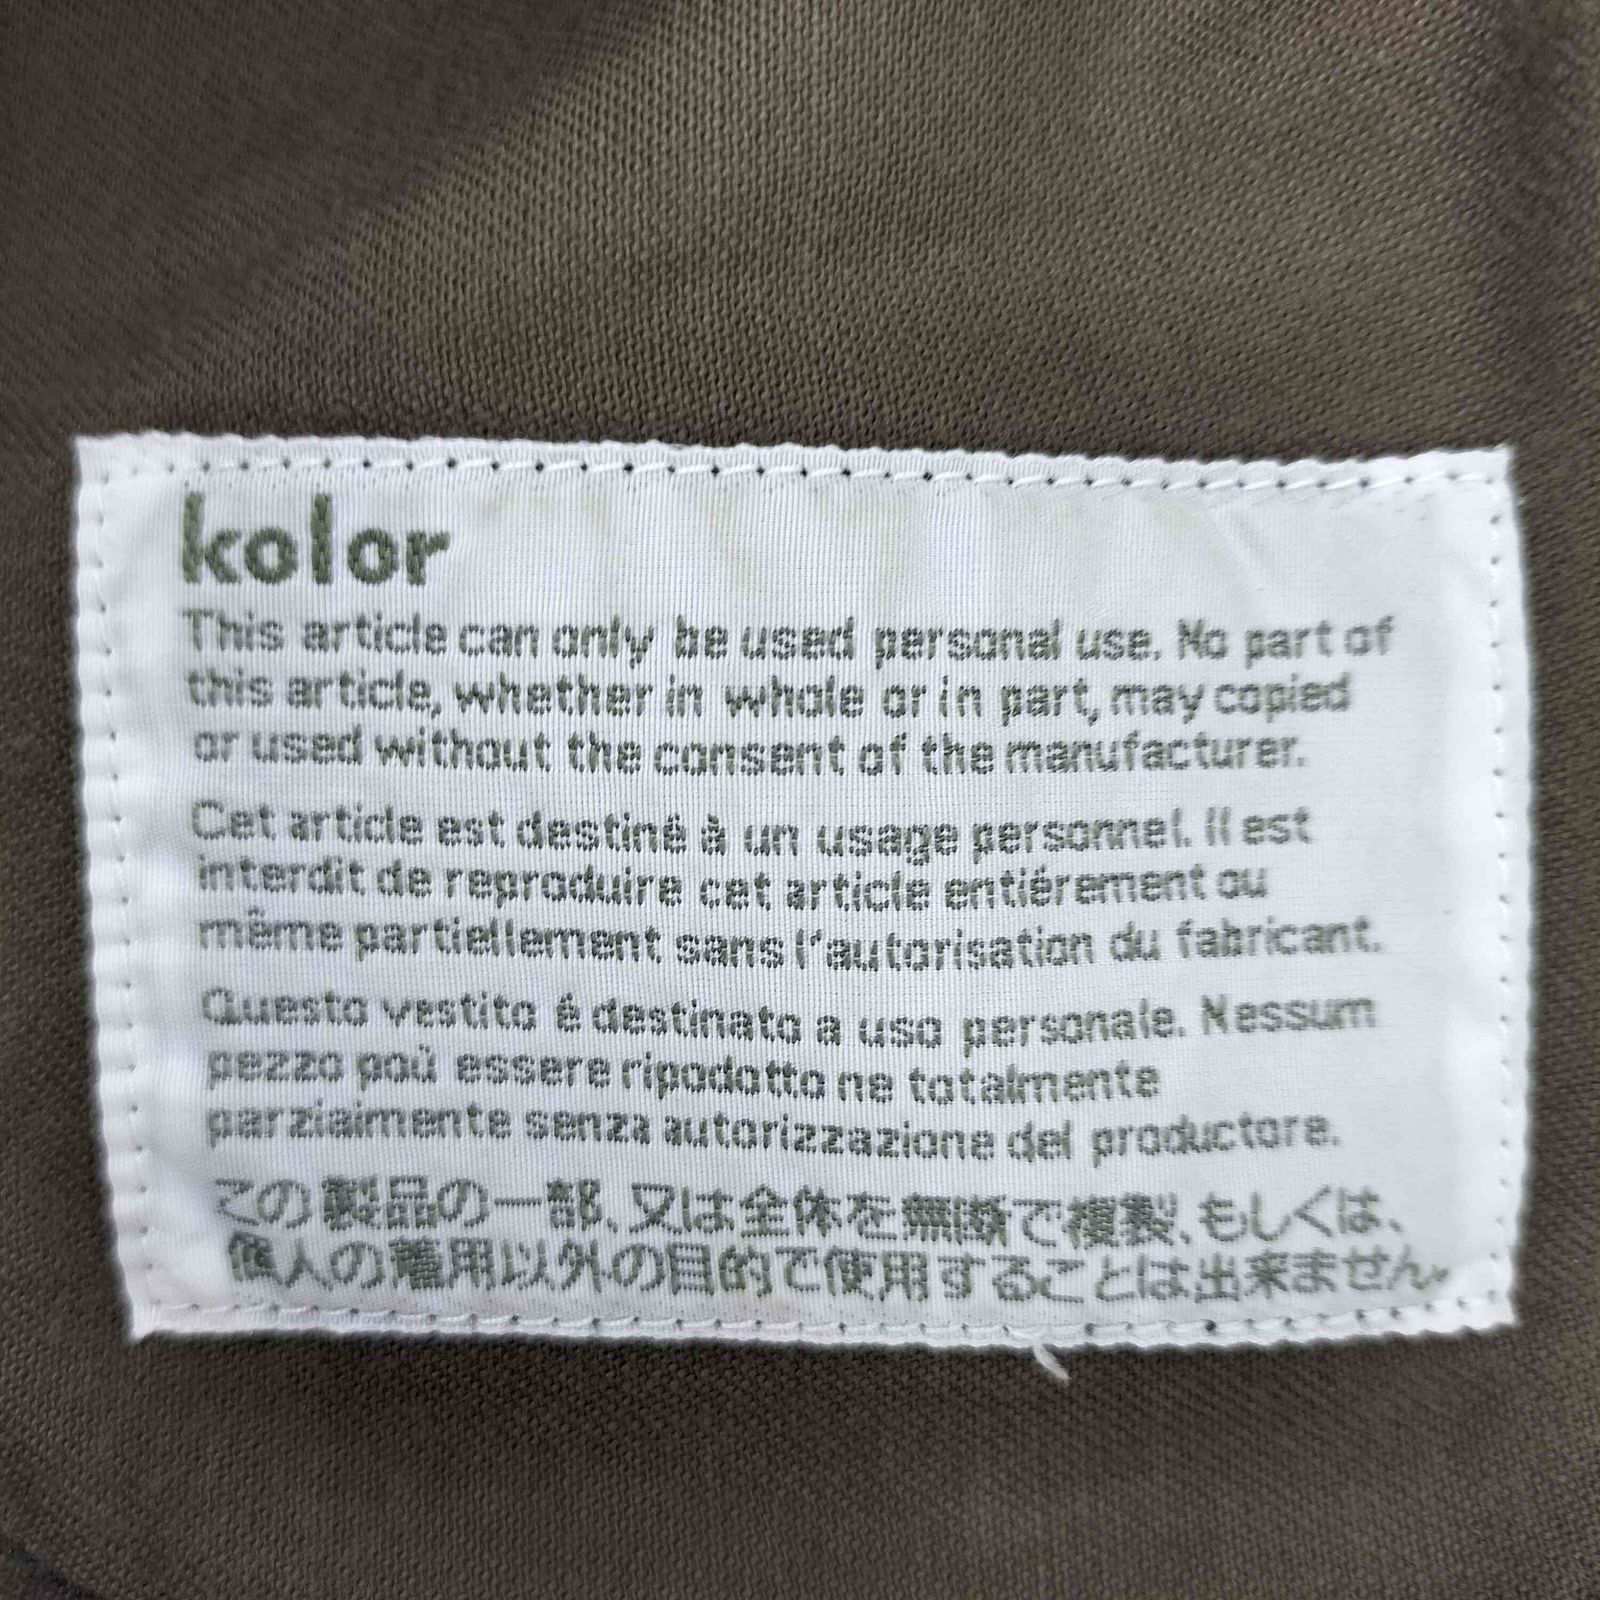 kolor
This article can only be used personal use. No part of
this article, whether in whole or in part, may copied
or used without the consent of the manufacturer.
Cet article est destiné à un usage personnel. Il est
interdit de reproduire cet article entiérement ou
même partiellement sans l'autorisation du fabricant.
Questo vestito é destinato a uso personale. Nessum
pezzo poù essere ripodotto ne totalmente
parzialmente senza autorizzazione del productore.
この製品の一部、又は全体を無断で複製、もしくは、
個人の着用以外の目的で使用することは出来ません。